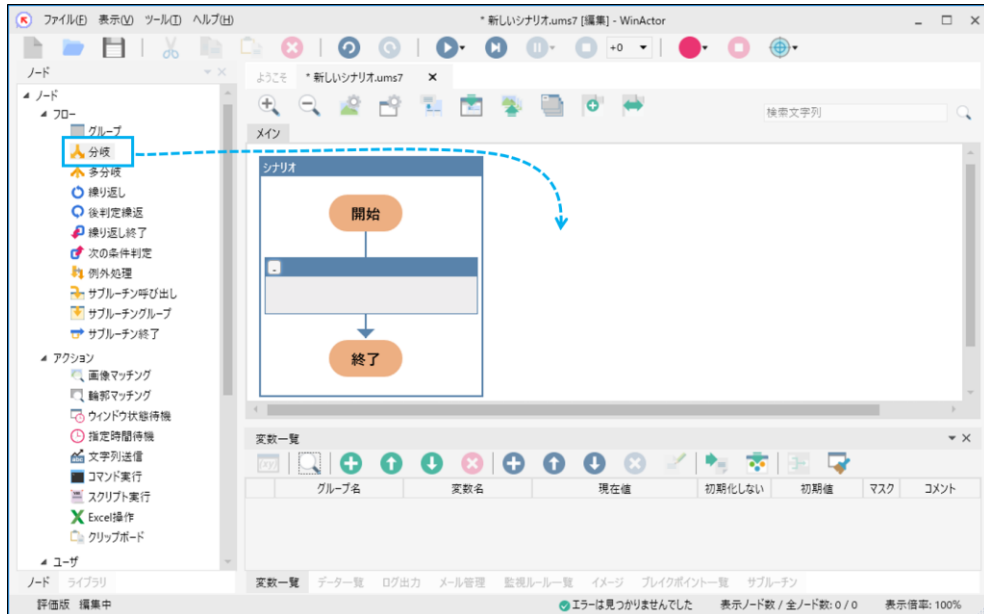 ファイル(F) 表示(V) ツール(T) ヘルプ(H)
* 新しいシナリオ.ums7 [編集] - WinActor
+0
ノード
ようこそ * 新しいシナリオ.ums7
検索文字列
メイン
ノード
フロー
グループ
分岐
多分岐
繰り返し
後判定繰返
繰り返し終了
次の条件判定
例外処理
サブルーチン呼び出し
サブルーチングループ
サブルーチン終了
アクション
画像マッチング
輪郭マッチング
ウィンドウ状態待機
指定時間待機
文字列送信
コマンド実行
スクリプト実行
Excel操作
クリップボード
ユーザ
ノード ライブラリ
シナリオ
開始
終了
変数一覧
グループ名 変数名 現在値 初期化しない 初期値 マスク コメント
変数一覧 データ一覧 ログ出力 メール管理 監視ルール一覧 イメージ ブレイクポイント一覧 サブルーチン
評価版 編集中
エラーは見つかりませんでした 表示ノード数 / 全ノード数: 0 / 0 表示倍率: 100%